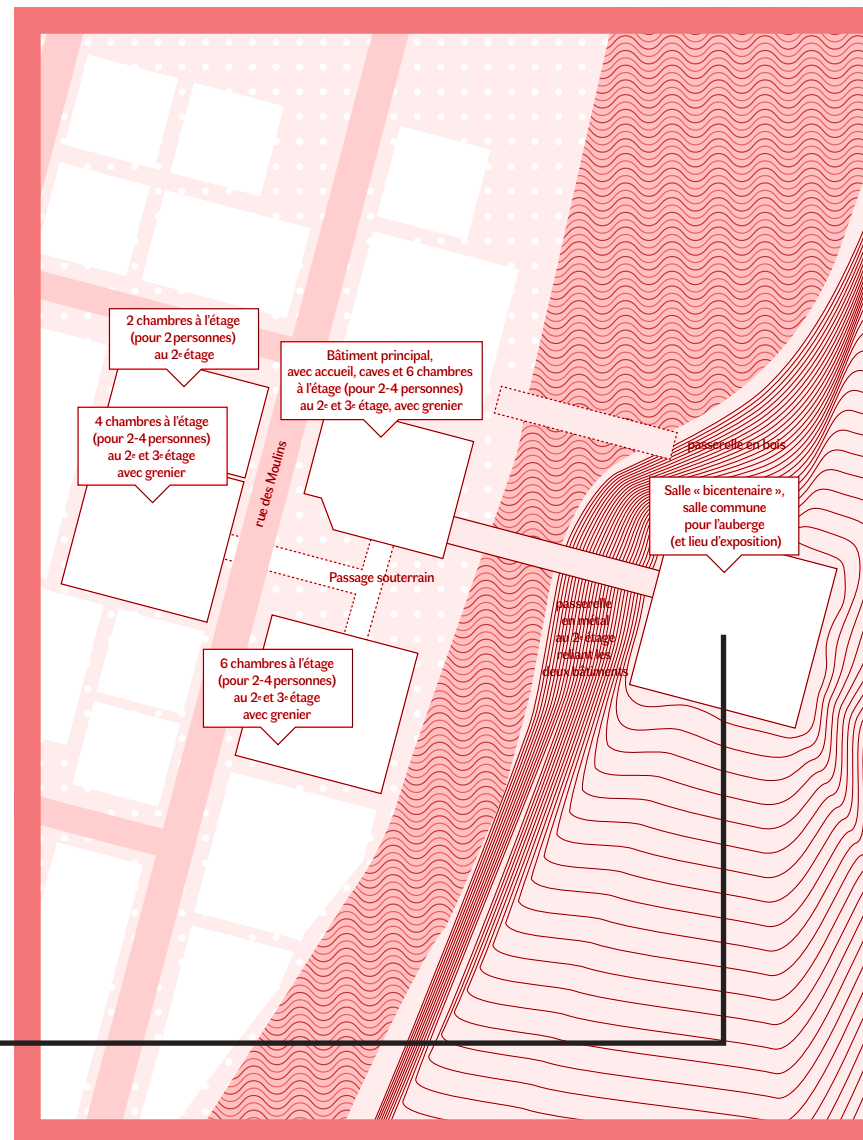 2 chambres à l’étage
(pour 2 personnes)
au 2e étage
Bâtiment principal,
avec accueil, caves et 6 chambres
à l’étage (pour 2-4 personnes)
au 2e et 3e étage, avec grenier
4 chambres à l’étage
(pour 2-4 personnes)
au 2e et 3e étage
avec grenier
rue des Moulins
passerelle en bois
Salle « bicentenaire »,
salle commune
pour l’auberge
(et lieu d’exposition)
Passage souterrain
passerelle
en métal
au 2e étage
reliant les
deux bâtiments
6 chambres à l’étage
(pour 2-4 personnes)
au 2e et 3e étage
avec grenier